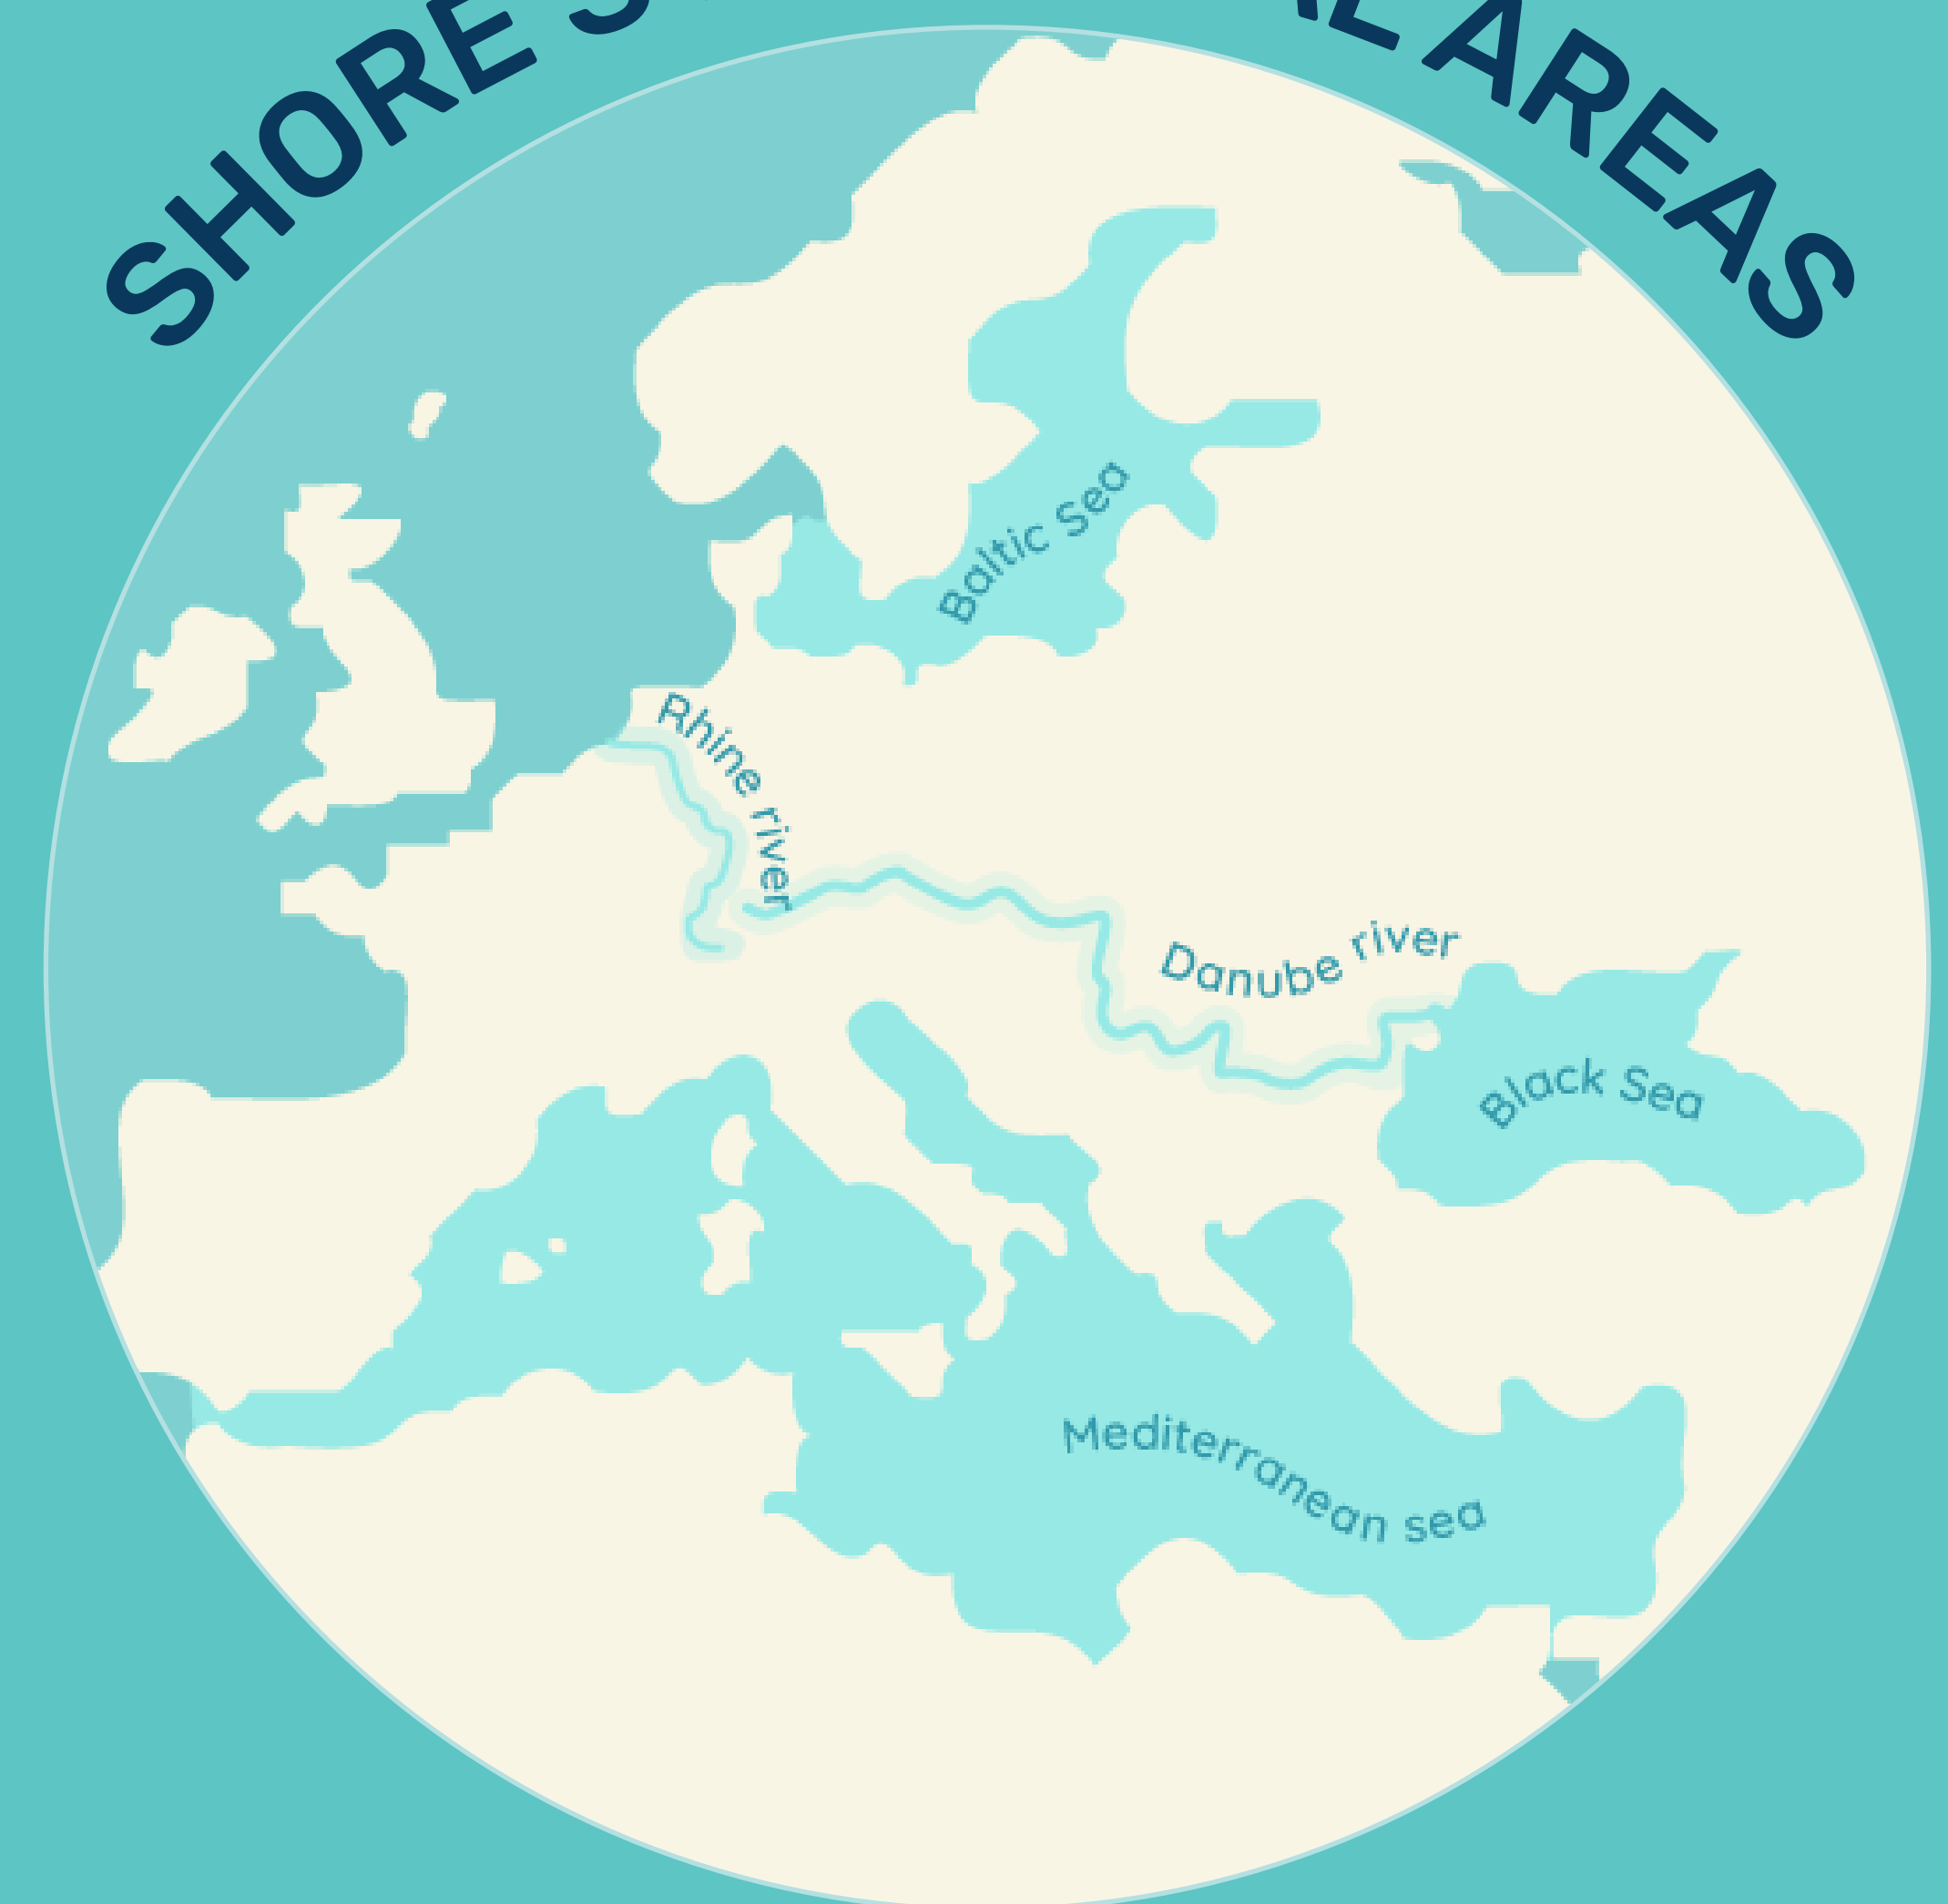 SHORE
AREAS
Baltic Sea
Rhine river
Danube river
Black Sea
Mediterranean sea